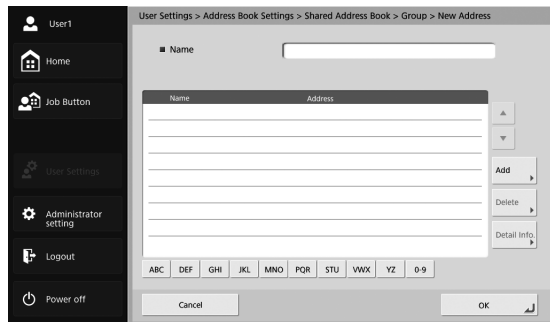 User1
Home
Job Button
User Settings
Administrator
setting
Logout
Power off
User Settings > Address Book Settings > Shared Address Book > Group > New Address
Name
Name Address
Add
Delete
Detail Info.
ABC DEF GHI JKL MNO PQR STU VWX YZ 0-9
Cancel OK